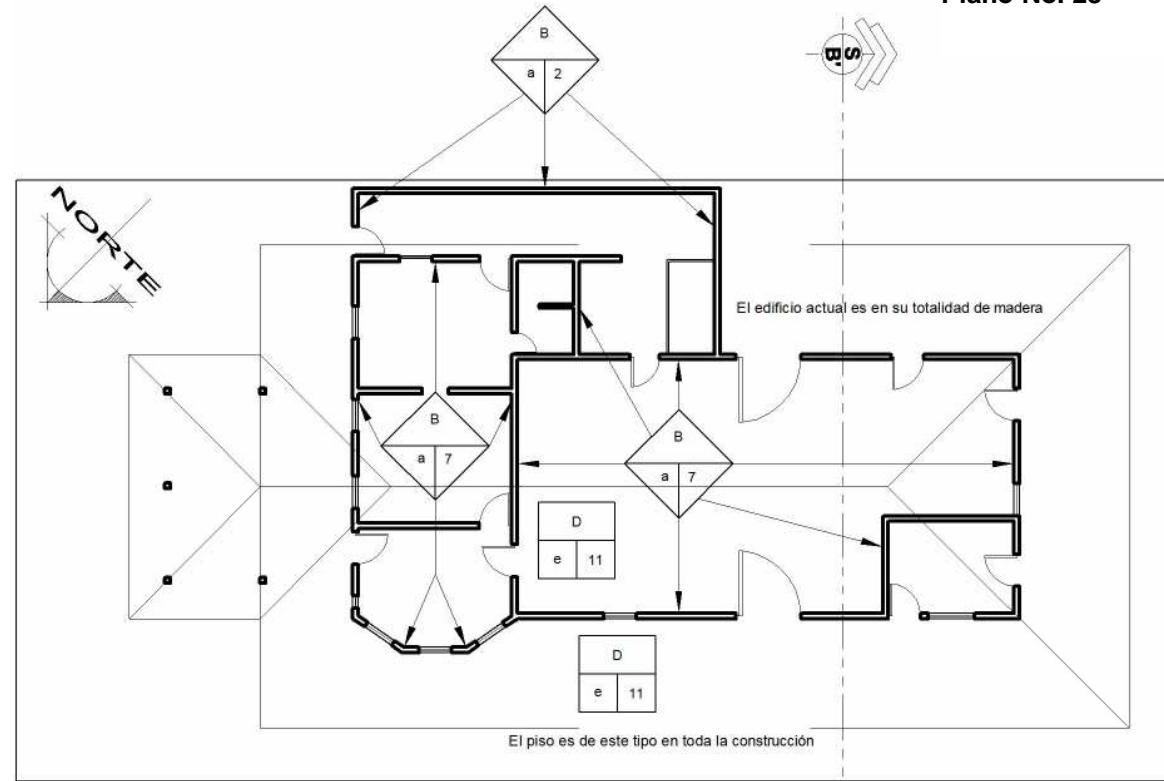 Plano No. 28
B
a 2
S
B'
NORTE
El edificio actual es en su totalidad de madera
B
a 7
B
a 7
D
e 11
D
e 11
El piso es de este tipo en toda la construcción